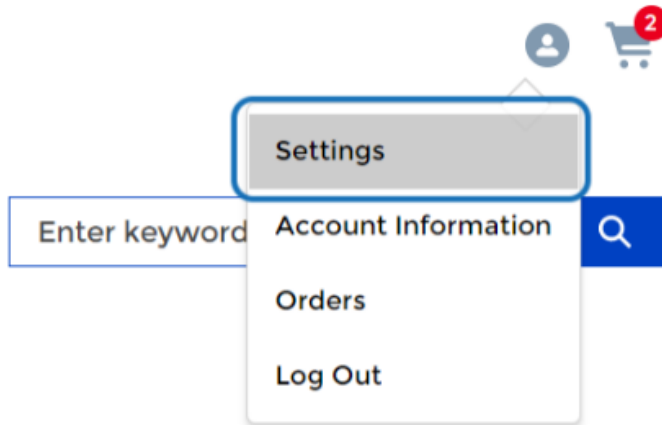 2
Settings
Enter keyword
Account Information
Orders
Log Out